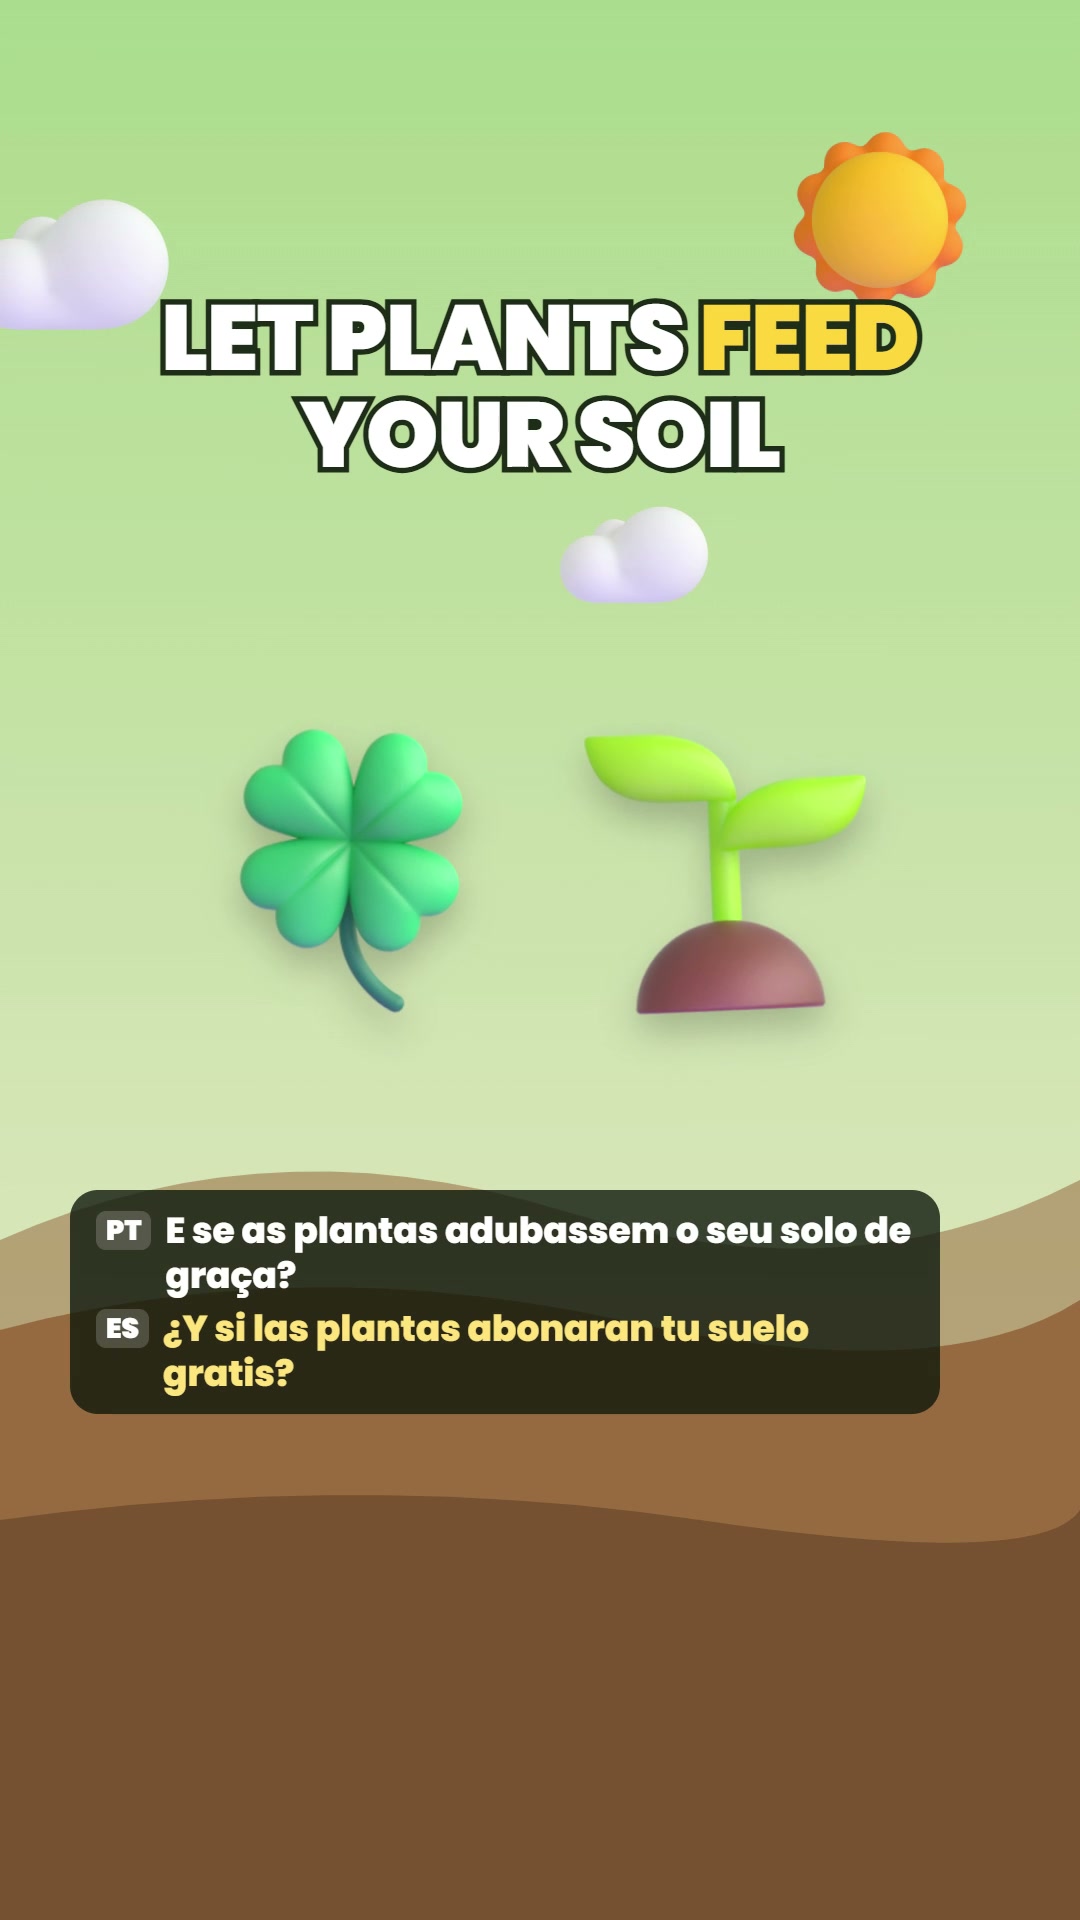 LET PLANTS FEED
YOUR SOIL
PT E se as plantas adubassem o seu solo de
graça?
ES ¿Y si las plantas abonaran tu suelo
gratis?